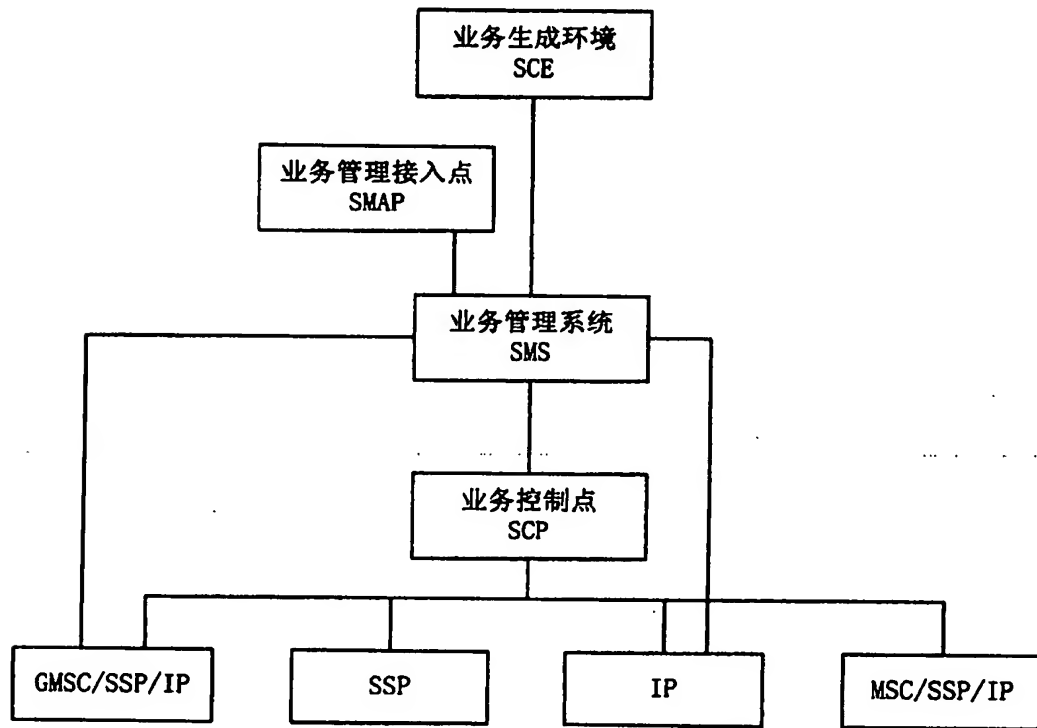 业务生成环境
SCE
业务管理接入点
SMAP
业务管理系统
SMS
业务控制点
SCP
GMSC/SSP/IP
SSP
IP
MSC/SSP/IP